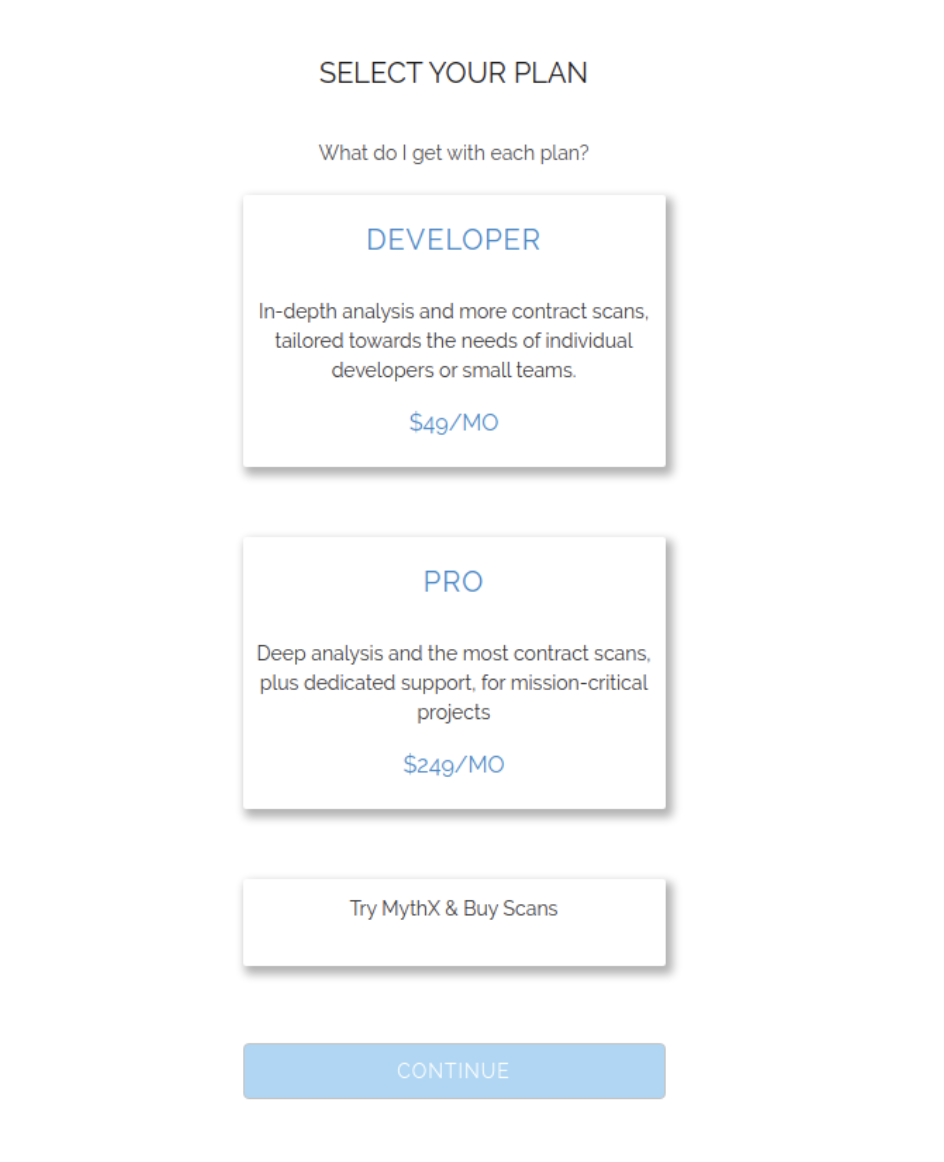 SELECT YOUR PLAN
What do I get with each plan?
DEVELOPER
In-depth analysis and more contract scans,
tailored towards the needs of individual
developers or small teams.
$49/MO
PRO
Deep analysis and the most contract scans,
plus dedicated support, for mission-critical
projects
$249/MO
Try MythX & Buy Scans
CONTINUE